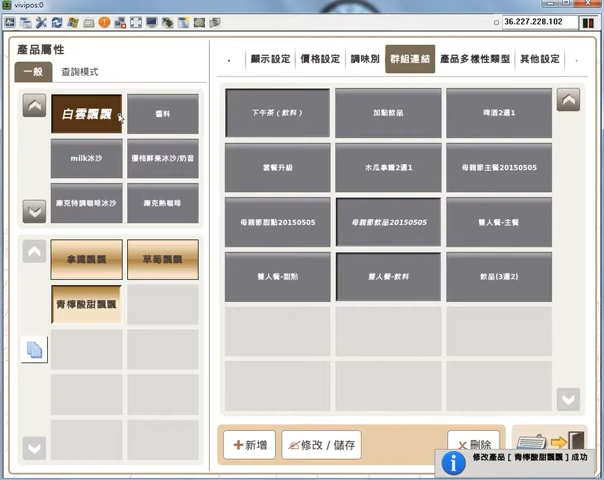 vivipos:0
36.227.228.102
產品屬性
一般
查詢模式
顯示設定
價格設定
調味別
群組連結
產品多樣性類型
其他設定
白雲飄飄
醬料
milk冰沙
優格鮮果冰沙/奶昔
庫克特調咖啡冰沙
庫克熱咖啡
拿鐵飄飄
草莓飄飄
青檸酸甜飄飄
下午茶（飲料）
加點飲品
啤酒2選1
套餐升級
木瓜拿鐵2選1
母親節主餐20150505
母親節甜點20150505
母親節飲品20150505
雙人餐-主餐
雙人餐-甜點
雙人餐-飲料
飲品(3選2)
+新增
修改 / 儲存
刪除
修改產品 [ 青檸酸甜飄飄 ] 成功